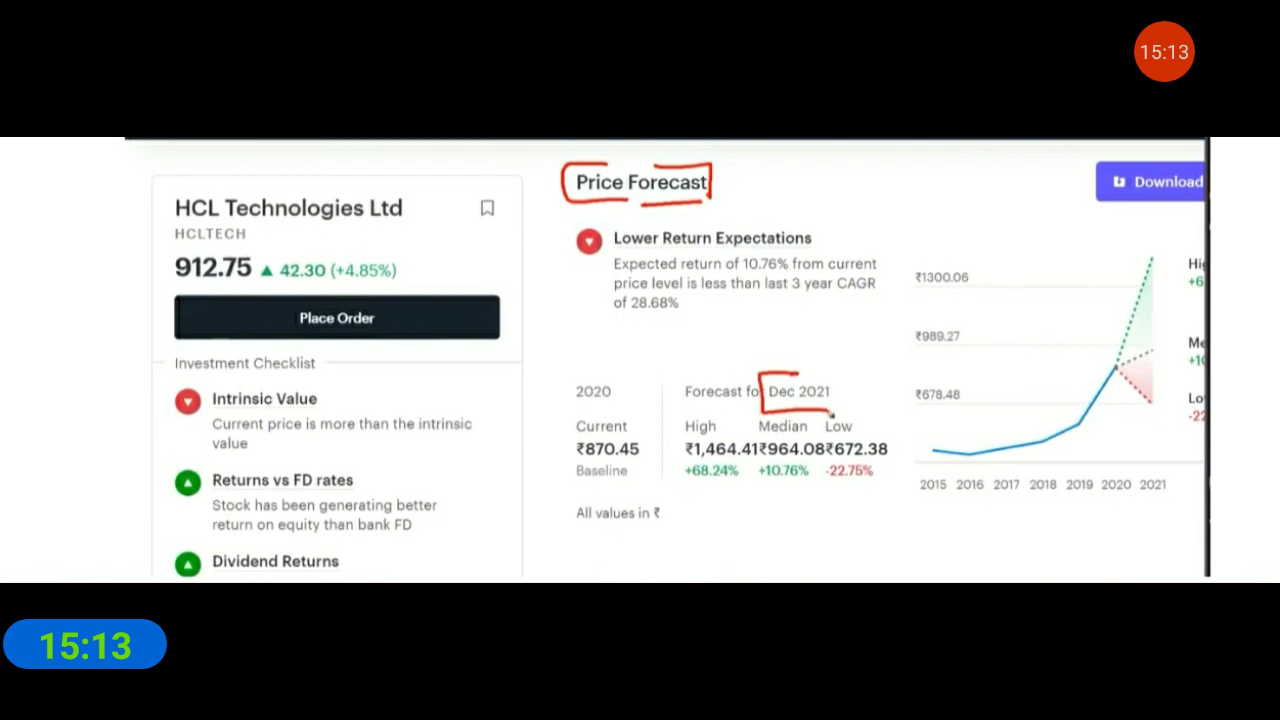 15:13
HCL Technologies Ltd
HCLTECH
912.75 ▲ 42.30 (+4.85%)
Place Order
Investment Checklist
Intrinsic Value
Current price is more than the intrinsic
value
Returns vs FD rates
Stock has been generating better
return on equity than bank FD
Dividend Returns
Price Forecast
Download
Lower Return Expectations
Expected return of 10.76% from current
price level is less than last 3 year CAGR
of 28.68%
2020
Forecast for Dec 2021
Current
High Median Low
₹870.45
₹1,464.41 ₹964.08 ₹672.38
Baseline
+68.24% +10.76% -22.75%
All values in ₹
₹1300.06
₹989.27
₹678.48
2015 2016 2017 2018 2019 2020 2021
15:13